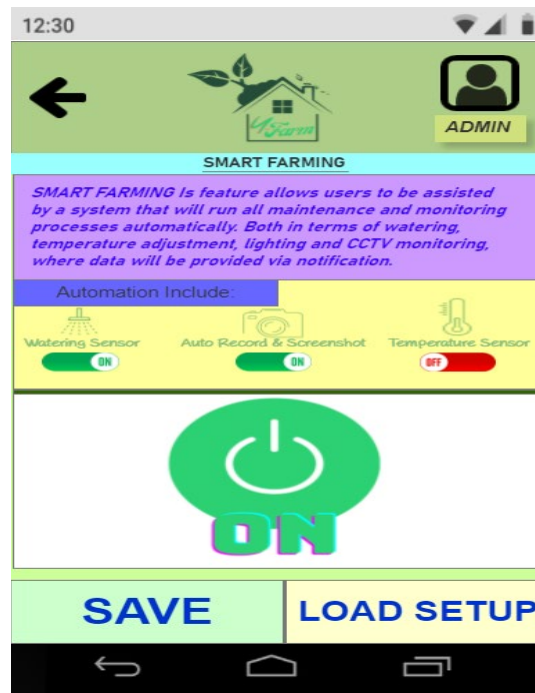 12:30
YFarm
ADMIN
SMART FARMING
SMART FARMING Is feature allows users to be assisted
by a system that will run all maintenance and monitoring
processes automatically. Both in terms of watering,
temperature adjustment, lighting and CCTV monitoring,
where data will be provided via notification.
Automation Include:
Watering Sensor Auto Record & Screenshot Temperature Sensor
ON ON OFF
ON
SAVE LOAD SETUP